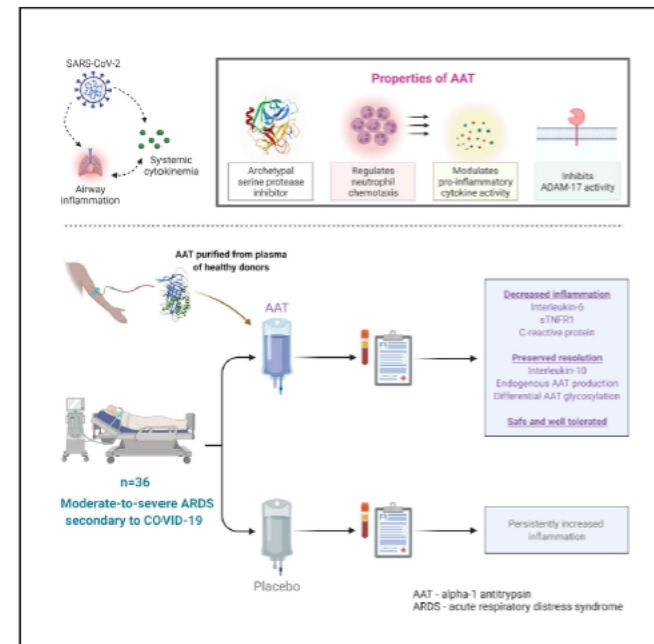 SARS-CoV-2
Systemic
cytokinemia
Airway
inflammation
Properties of AAT
Archetypal
serine protease
inhibitor
Regulates
neutrophil
chemotaxis
Modulates
pro-inflammatory
cytokine activity
Inhibits
ADAM-17 activity
AAT purified from plasma
of healthy donors
AAT
Decreased inflammation
Interleukin-6
sTNFR1
C-reactive protein
Preserved resolution
Interleukin-10
Endogenous AAT production
Differential AAT glycosylation
Safe and well tolerated
n=36
Moderate-to-severe ARDS
secondary to COVID-19
Placebo
Persistently increased
inflammation
AAT - alpha-1 antitrypsin
ARDS - acute respiratory distress syndrome